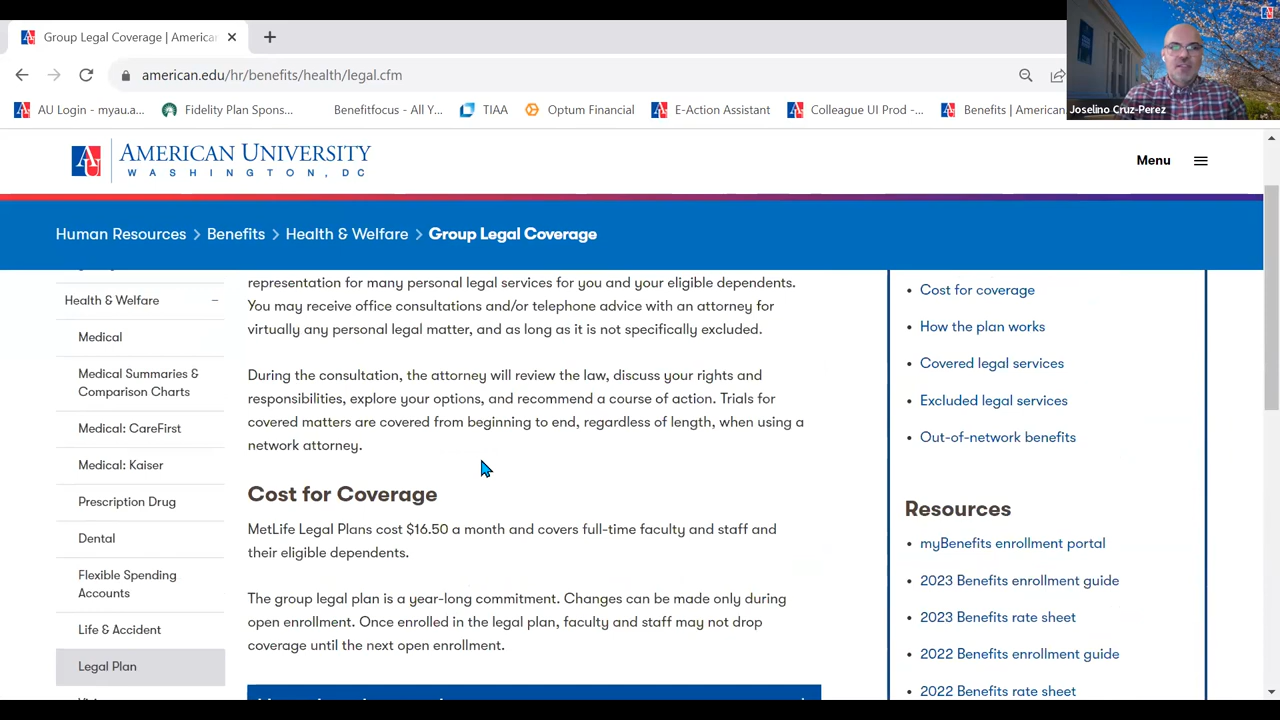 Group Legal Coverage | America
american.edu/hr/benefits/health/legal.cfm
AU Login - myau.a...
Fidelity Plan Spons...
Benefitfocus - All Y...
TIAA
Optum Financial
E-Action Assistant
Colleague UI Prod -...
Benefits | American
Joselino Cruz-Perez
AMERICAN UNIVERSITY
WASHINGTON, DC
Menu
Human Resources > Benefits > Health & Welfare > Group Legal Coverage
Health & Welfare
Medical
Medical Summaries &
Comparison Charts
Medical: CareFirst
Medical: Kaiser
Prescription Drug
Dental
Flexible Spending
Accounts
Life & Accident
Legal Plan
representation for many personal legal services for you and your eligible dependents.
You may receive office consultations and/or telephone advice with an attorney for
virtually any personal legal matter, and as long as it is not specifically excluded.
During the consultation, the attorney will review the law, discuss your rights and
responsibilities, explore your options, and recommend a course of action. Trials for
covered matters are covered from beginning to end, regardless of length, when using a
network attorney.
Cost for Coverage
MetLife Legal Plans cost $16.50 a month and covers full-time faculty and staff and
their eligible dependents.
The group legal plan is a year-long commitment. Changes can be made only during
open enrollment. Once enrolled in the legal plan, faculty and staff may not drop
coverage until the next open enrollment.
Cost for coverage
How the plan works
Covered legal services
Excluded legal services
Out-of-network benefits
Resources
myBenefits enrollment portal
2023 Benefits enrollment guide
2023 Benefits rate sheet
2022 Benefits enrollment guide
2022 Benefits rate sheet